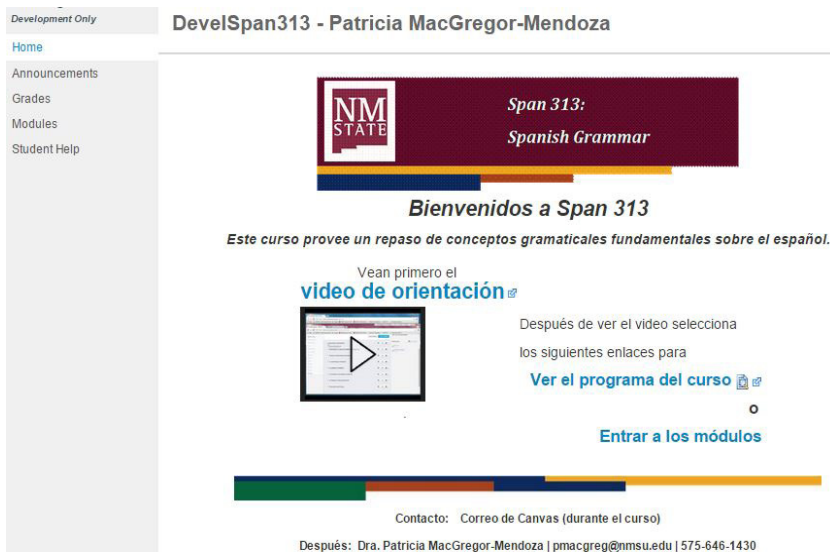 Development Only
Home
Announcements
Grades
Modules
Student Help
DevelSpan313 - Patricia MacGregor-Mendoza
NM
STATE
Span 313:
Spanish Grammar
Bienvenidos a Span 313
Este curso provee un repaso de conceptos gramaticales fundamentales sobre el español.
Vean primero el
video de orientación
Después de ver el video selecciona
los siguientes enlaces para
Ver el programa del curso
o
Entrar a los módulos
Contacto: Correo de Canvas (durante el curso)
Después: Dra. Patricia MacGregor-Mendoza | pmacgreg@nmsu.edu | 575-646-1430